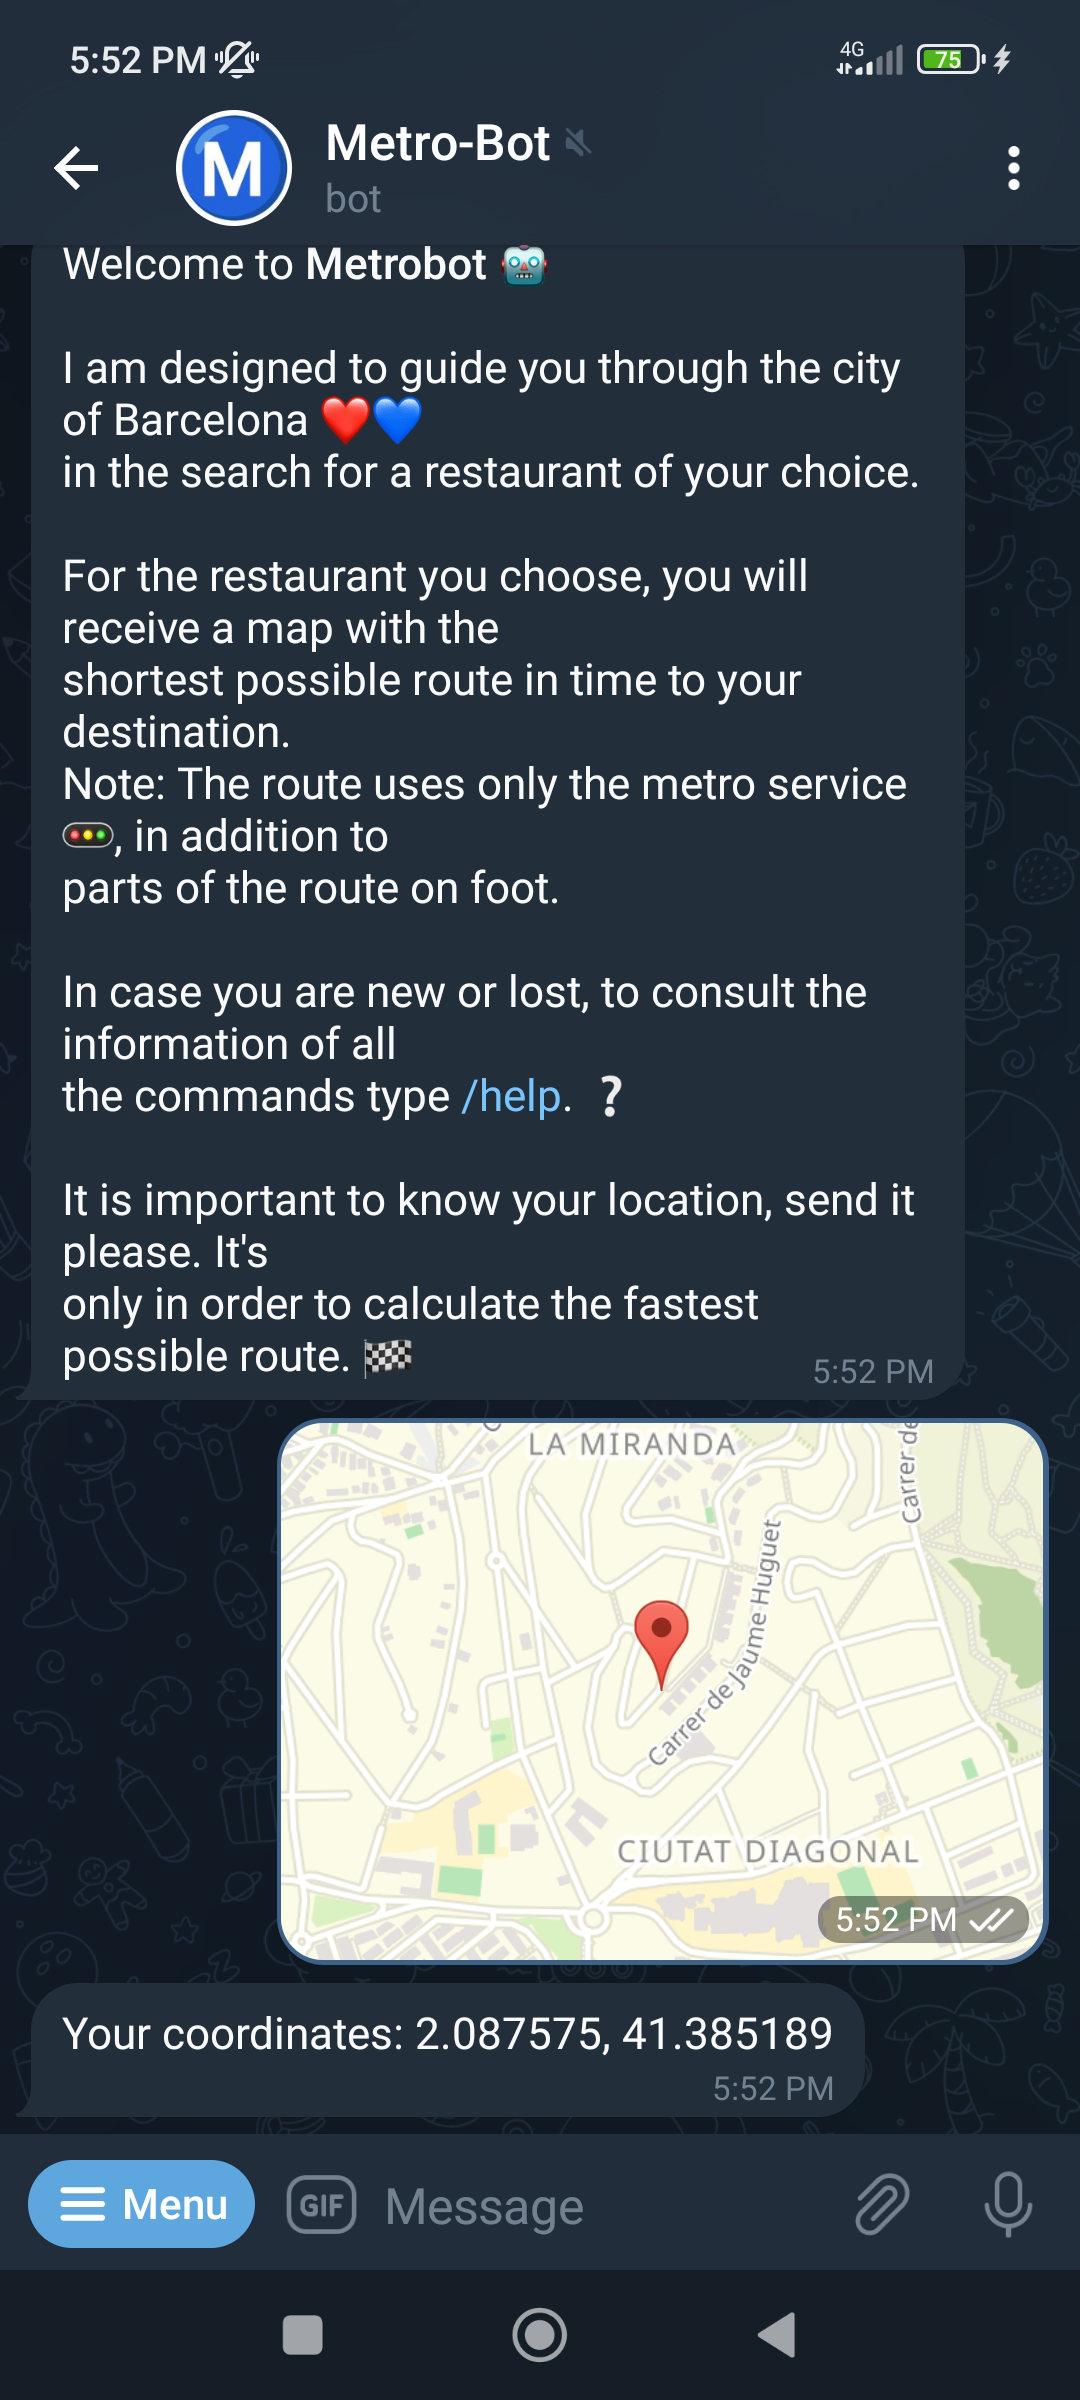 5:52 PM
4G
75
M
Metro-Bot
bot
Welcome to Metrobot 🤖
I am designed to guide you through the city
of Barcelona ❤️💙
in the search for a restaurant of your choice.
For the restaurant you choose, you will
receive a map with the
shortest possible route in time to your
destination.
Note: The route uses only the metro service
🚥, in addition to
parts of the route on foot.
In case you are new or lost, to consult the
information of all
the commands type /help. ❔
It is important to know your location, send it
please. It's
only in order to calculate the fastest
possible route. 🏁
5:52 PM
LA MIRANDA
Carrer de
Carrer de Jaume Huguet
CIUTAT DIAGONAL
5:52 PM
Your coordinates: 2.087575, 41.385189
5:52 PM
Menu
GIF
Message